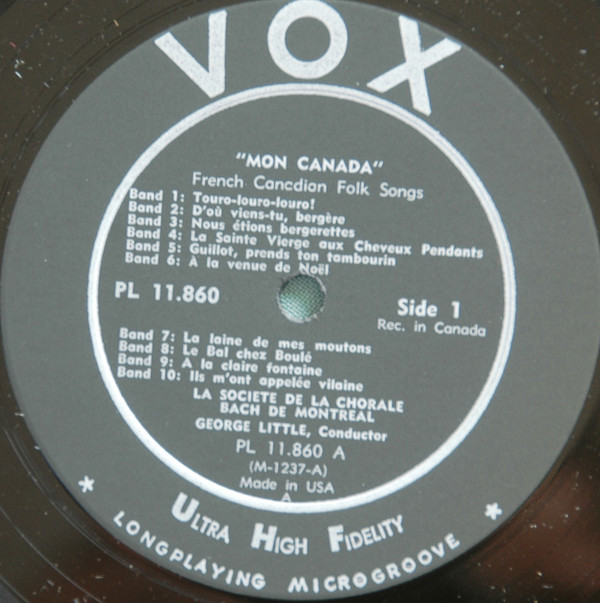 VOX
"MON CANADA"
French Canadian Folk Songs
Band 1: Touro-louro-louro!
Band 2: D'où viens-tu, bergère
Band 3: Nous étions bergerettes
Band 4: La Sainte Vierge aux Cheveux Pendants
Band 5: Guillot, prends ton tambourin
Band 6: À la venue de Noël
PL 11.860
Side 1
Rec. in Canada
Band 7: La laine de mes moutons
Band 8: Le Bal chez Boulé
Band 9: A la claire fontaine
Band 10: Ils m'ont appelée vilaine
LA SOCIETE DE LA CHORALE
BACH DE MONTREAL
GEORGE LITTLE, Conductor
PL 11.860 A
(M-1237-A)
Made in USA
A
* ULTRA HIGH FIDELITY *
LONGPLAYING MICROGROOVE